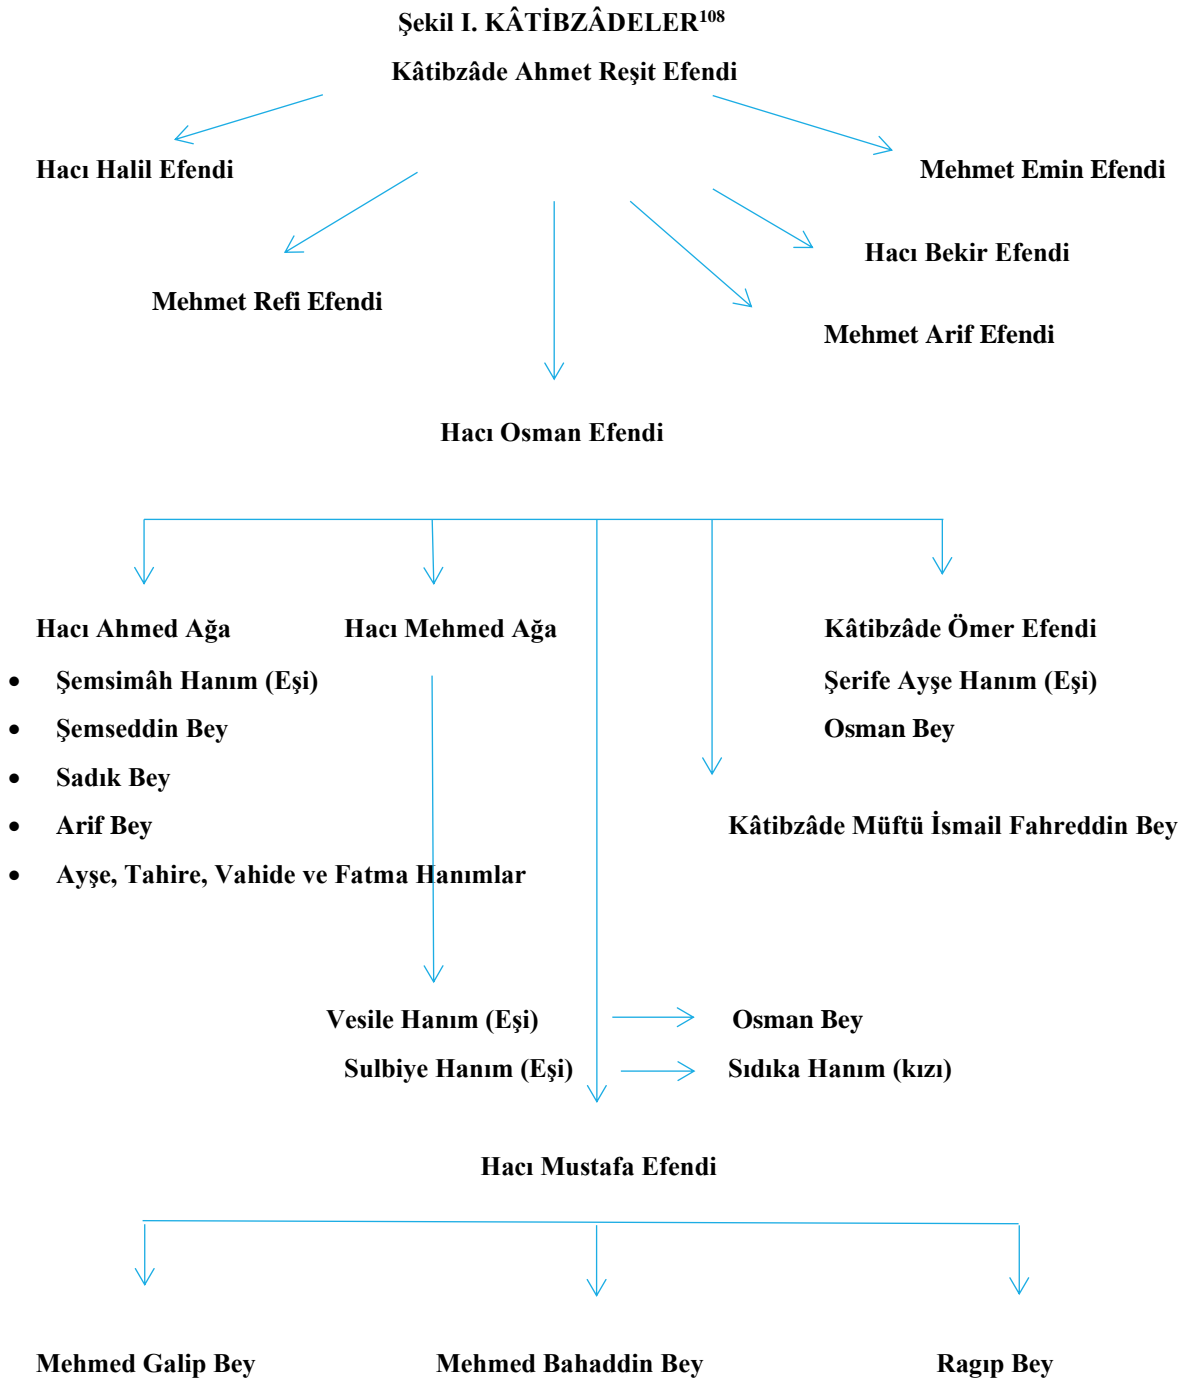 Şekil I. KÂTİBZÂDELER108
Kâtibzâde Ahmet Reşit Efendi
Hacı Halil Efendi
Mehmet Emin Efendi
Hacı Bekir Efendi
Mehmet Refi Efendi
Mehmet Arif Efendi
Hacı Osman Efendi
Hacı Ahmed Ağa
Hacı Mehmed Ağa
Kâtibzâde Ömer Efendi
• Şemsimâh Hanım (Eşi)
Şerife Ayşe Hanım (Eşi)
• Şemseddin Bey
Osman Bey
• Sadık Bey
• Arif Bey
Kâtibzâde Müftü İsmail Fahreddin Bey
• Ayşe, Tahire, Vahide ve Fatma Hanımlar
Vesile Hanım (Eşi)
Osman Bey
Sulbiye Hanım (Eşi)
Sıdıka Hanım (kızı)
Hacı Mustafa Efendi
Mehmed Galip Bey
Mehmed Bahaddin Bey
Ragıp Bey